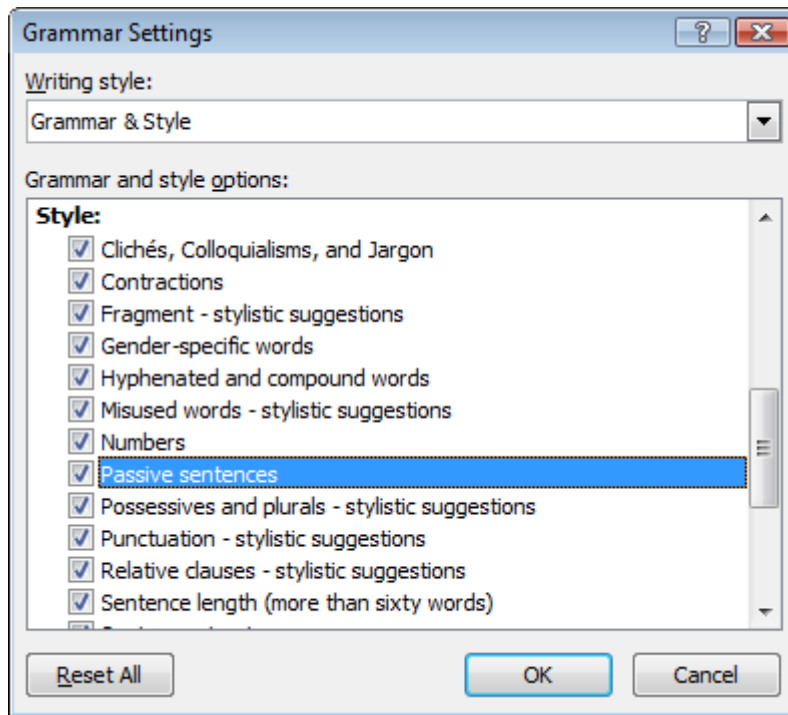 Grammar Settings
Writing style:
Grammar & Style
Grammar and style options:
Style:
Clichés, Colloquialisms, and Jargon
Contractions
Fragment - stylistic suggestions
Gender-specific words
Hyphenated and compound words
Misused words - stylistic suggestions
Numbers
Passive sentences
Possessives and plurals - stylistic suggestions
Punctuation - stylistic suggestions
Relative clauses - stylistic suggestions
Sentence length (more than sixty words)
Reset All OK Cancel